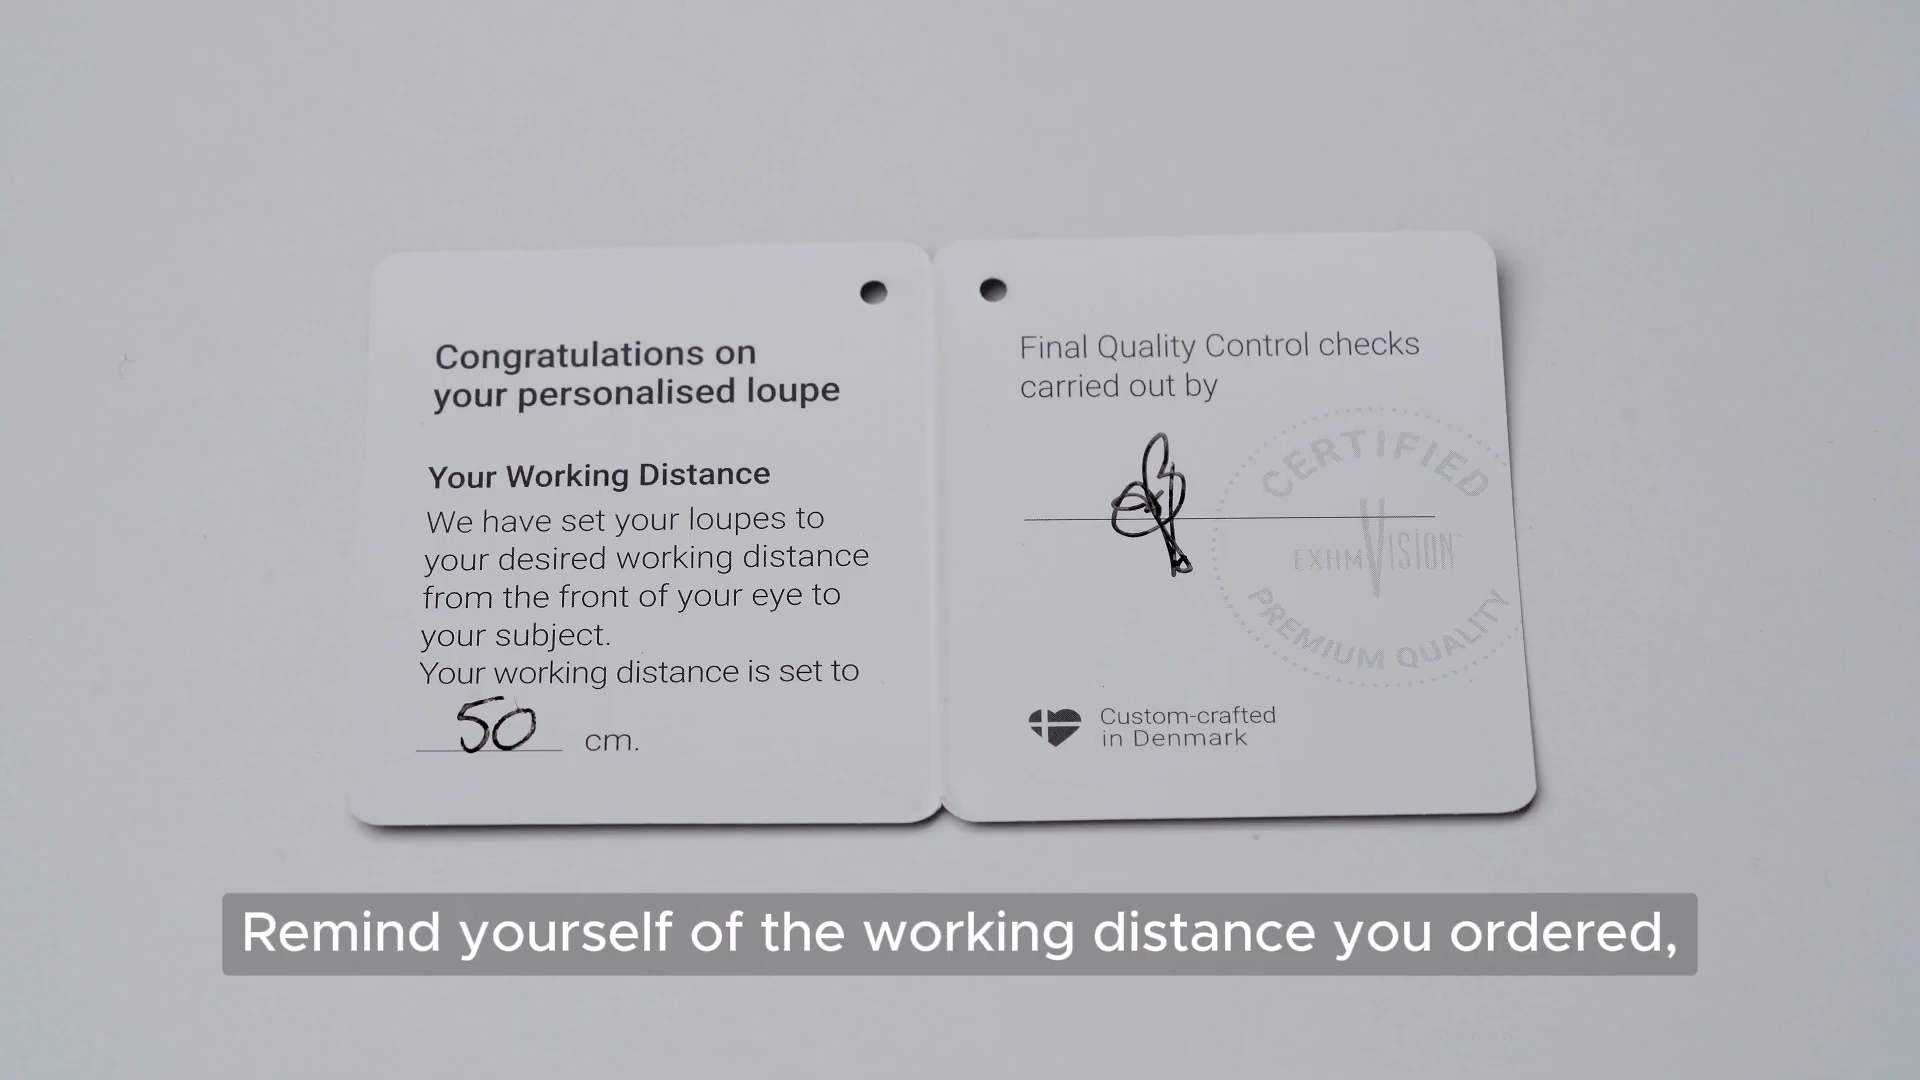 Congratulations on
your personalised loupe
Your Working Distance
We have set your loupes to
your desired working distance
from the front of your eye to
your subject.
Your working distance is set to
50 cm.
Final Quality Control checks
carried out by
CERTIFIED
EXAMVISION™
PREMIUM QUALITY
Custom-crafted
in Denmark
Remind yourself of the working distance you ordered,